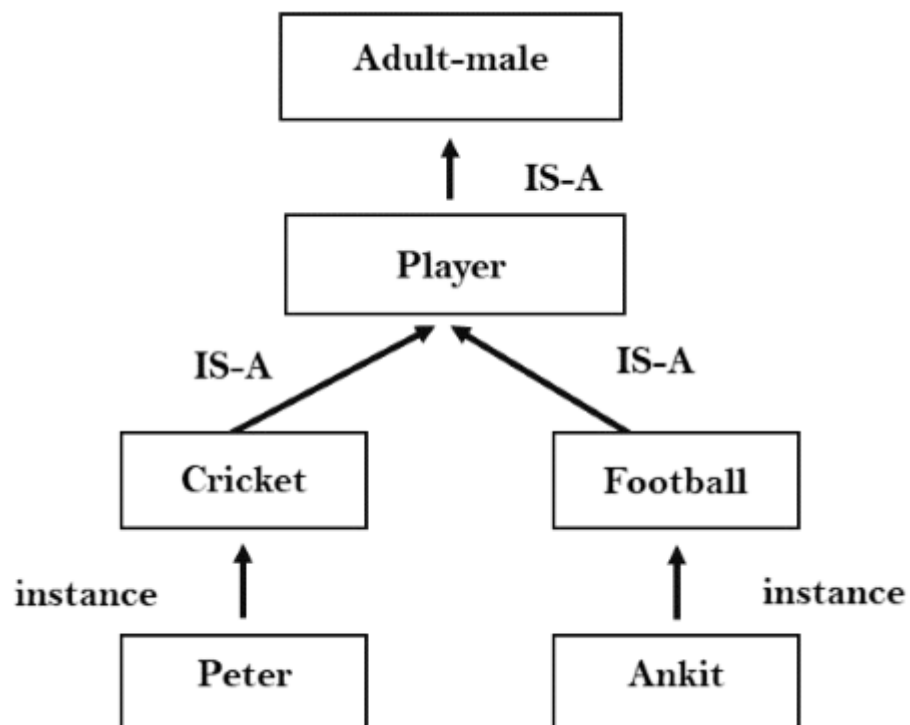 Adult-male
IS-A
Player
IS-A
IS-A
Cricket
Football
instance
instance
Peter
Ankit